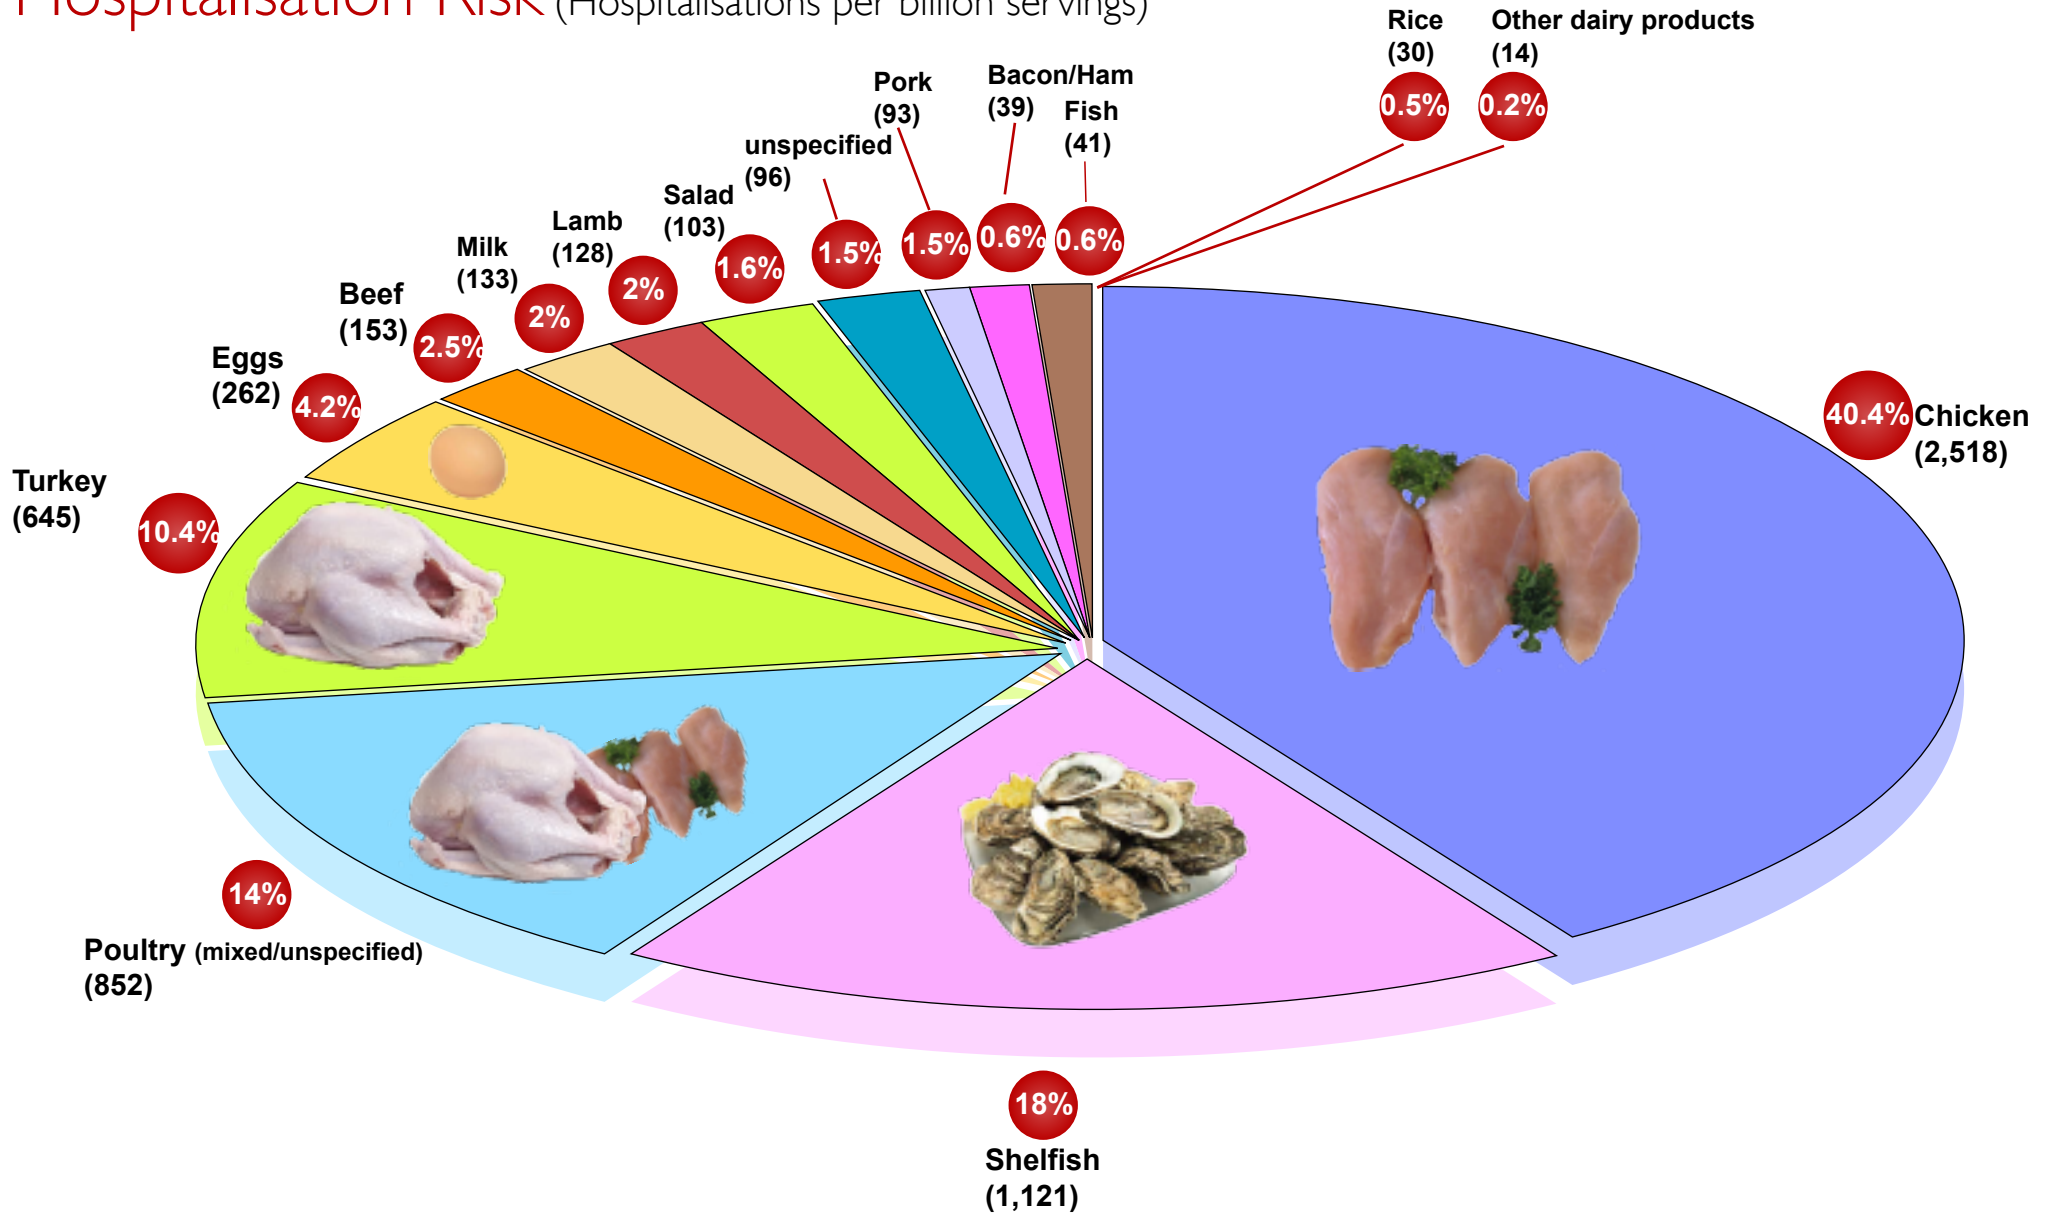 Hospitalisation Risk (Hospitalisations per billion servings)
Rice
(30)
0.5%
Other dairy products
(14)
0.2%
Pork
(93)
1.5%
Bacon/Ham
(39)
0.6%
Fish
(41)
0.6%
unspecified
(96)
1.5%
Salad
(103)
1.6%
Lamb
(128)
2%
Milk
(133)
2%
Beef
(153)
2.5%
Eggs
(262)
4.2%
Turkey
(645)
10.4%
40.4%
Chicken
(2,518)
14%
Poultry (mixed/unspecified)
(852)
18%
Shelfish
(1,121)